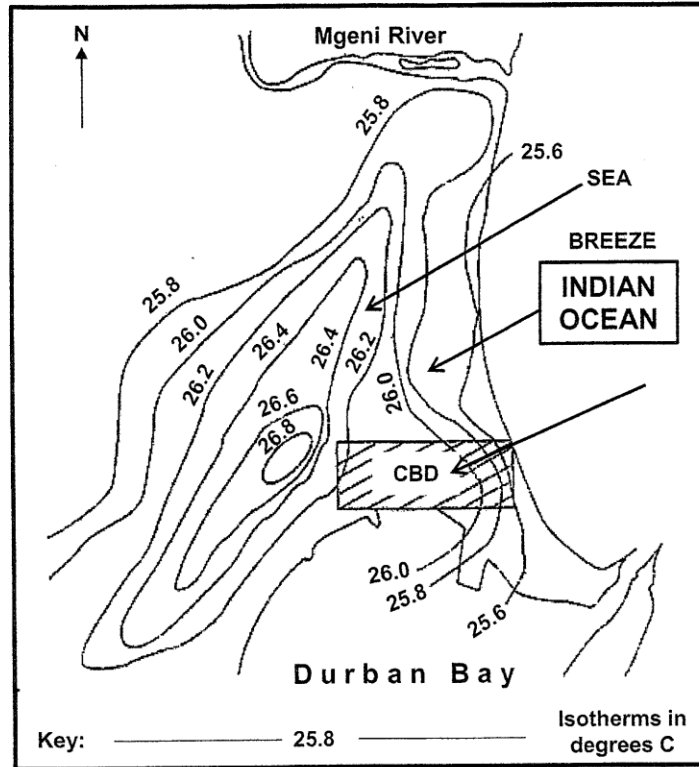 N
Mgeni River
25.8
25.6
SEA
BREEZE
INDIAN
OCEAN
25.8
26.0
26.2
26.4
26.4
26.2
26.0
26.6
26.8
CBD
26.0
25.8
25.6
Durban Bay
Key: 25.8 Isotherms in
degrees C